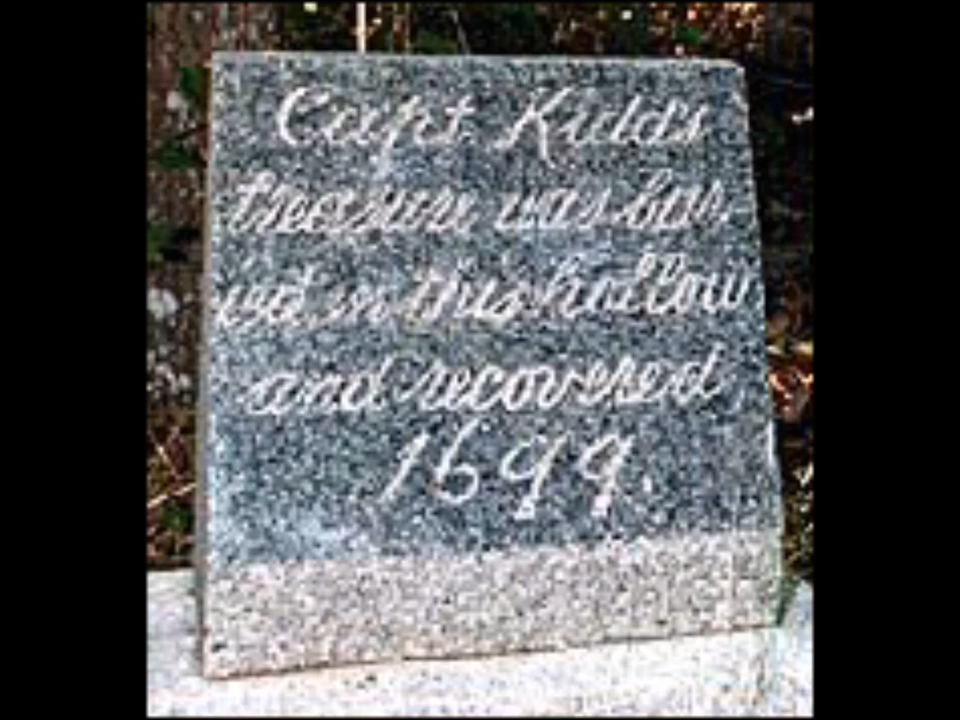 Capt. Kidd's
treasure was bur-
ied in this hollow
and recovered
1699.